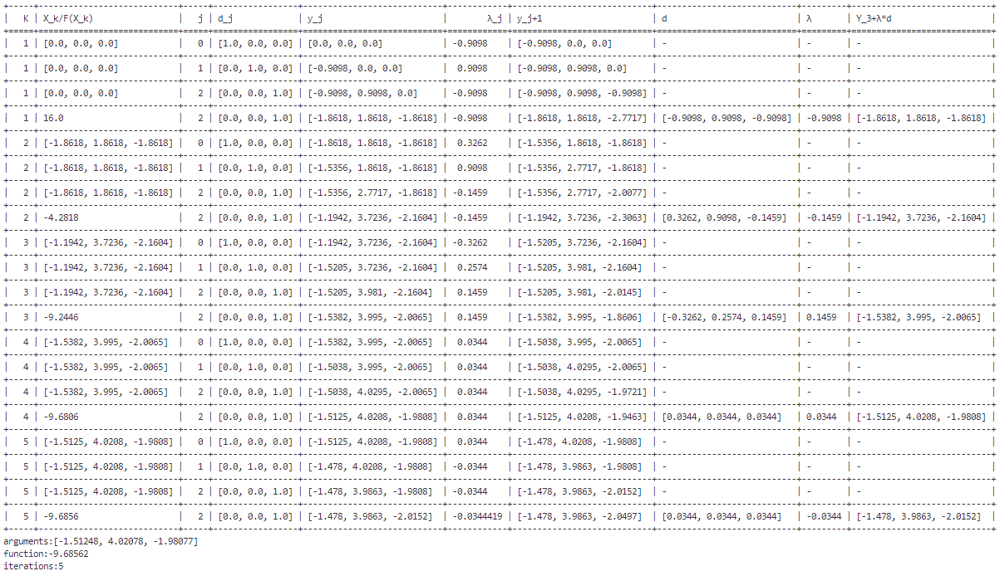 | K | X_k/F(X_k) | j | d_j | y_j | λ_j | y_j+1 | d | λ | Y_3+λ*d |
| 1 | [0.0, 0.0, 0.0] | 0 | [1.0, 0.0, 0.0] | [0.0, 0.0, 0.0] | -0.9098 | [-0.9098, 0.0, 0.0] | - | - | - |
| 1 | [0.0, 0.0, 0.0] | 1 | [0.0, 1.0, 0.0] | [-0.9098, 0.0, 0.0] | 0.9098 | [-0.9098, 0.9098, 0.0] | - | - | - |
| 1 | [0.0, 0.0, 0.0] | 2 | [0.0, 0.0, 1.0] | [-0.9098, 0.9098, 0.0] | -0.9098 | [-0.9098, 0.9098, -0.9098] | - | - | - |
| 1 | 16.0 | 2 | [0.0, 0.0, 1.0] | [-1.8618, 1.8618, -1.8618] | -0.9098 | [-1.8618, 1.8618, -2.7717] | [-0.9098, 0.9098, -0.9098] | -0.9098 | [-1.8618, 1.8618, -1.8618] |
| 2 | [-1.8618, 1.8618, -1.8618] | 0 | [1.0, 0.0, 0.0] | [-1.8618, 1.8618, -1.8618] | 0.3262 | [-1.5356, 1.8618, -1.8618] | - | - | - |
| 2 | [-1.8618, 1.8618, -1.8618] | 1 | [0.0, 1.0, 0.0] | [-1.5356, 1.8618, -1.8618] | 0.9098 | [-1.5356, 2.7717, -1.8618] | - | - | - |
| 2 | [-1.8618, 1.8618, -1.8618] | 2 | [0.0, 0.0, 1.0] | [-1.5356, 2.7717, -1.8618] | -0.1459 | [-1.5356, 2.7717, -2.0077] | - | - | - |
| 2 | -4.2818 | 2 | [0.0, 0.0, 1.0] | [-1.1942, 3.7236, -2.1604] | -0.1459 | [-1.1942, 3.7236, -2.3063] | [0.3262, 0.9098, -0.1459] | -0.1459 | [-1.1942, 3.7236, -2.1604] |
| 3 | [-1.1942, 3.7236, -2.1604] | 0 | [1.0, 0.0, 0.0] | [-1.1942, 3.7236, -2.1604] | -0.3262 | [-1.5205, 3.7236, -2.1604] | - | - | - |
| 3 | [-1.1942, 3.7236, -2.1604] | 1 | [0.0, 1.0, 0.0] | [-1.5205, 3.7236, -2.1604] | 0.2574 | [-1.5205, 3.981, -2.1604] | - | - | - |
| 3 | [-1.1942, 3.7236, -2.1604] | 2 | [0.0, 0.0, 1.0] | [-1.5205, 3.981, -2.1604] | 0.1459 | [-1.5205, 3.981, -2.0145] | - | - | - |
| 3 | -9.2446 | 2 | [0.0, 0.0, 1.0] | [-1.5382, 3.995, -2.0065] | 0.1459 | [-1.5382, 3.995, -1.8606] | [-0.3262, 0.2574, 0.1459] | 0.1459 | [-1.5382, 3.995, -2.0065] |
| 4 | [-1.5382, 3.995, -2.0065] | 0 | [1.0, 0.0, 0.0] | [-1.5382, 3.995, -2.0065] | 0.0344 | [-1.5038, 3.995, -2.0065] | - | - | - |
| 4 | [-1.5382, 3.995, -2.0065] | 1 | [0.0, 1.0, 0.0] | [-1.5038, 3.995, -2.0065] | 0.0344 | [-1.5038, 4.0295, -2.0065] | - | - | - |
| 4 | [-1.5382, 3.995, -2.0065] | 2 | [0.0, 0.0, 1.0] | [-1.5038, 4.0295, -2.0065] | 0.0344 | [-1.5038, 4.0295, -1.9721] | - | - | - |
| 4 | -9.6806 | 2 | [0.0, 0.0, 1.0] | [-1.5125, 4.0208, -1.9808] | 0.0344 | [-1.5125, 4.0208, -1.9463] | [0.0344, 0.0344, 0.0344] | 0.0344 | [-1.5125, 4.0208, -1.9808] |
| 5 | [-1.5125, 4.0208, -1.9808] | 0 | [1.0, 0.0, 0.0] | [-1.5125, 4.0208, -1.9808] | 0.0344 | [-1.478, 4.0208, -1.9808] | - | - | - |
| 5 | [-1.5125, 4.0208, -1.9808] | 1 | [0.0, 1.0, 0.0] | [-1.478, 4.0208, -1.9808] | -0.0344 | [-1.478, 3.9863, -1.9808] | - | - | - |
| 5 | [-1.5125, 4.0208, -1.9808] | 2 | [0.0, 0.0, 1.0] | [-1.478, 3.9863, -1.9808] | -0.0344 | [-1.478, 3.9863, -2.0152] | - | - | - |
| 5 | -9.6856 | 2 | [0.0, 0.0, 1.0] | [-1.478, 3.9863, -2.0152] | -0.0344419 | [-1.478, 3.9863, -2.0497] | [0.0344, 0.0344, 0.0344] | -0.0344 | [-1.478, 3.9863, -2.0152] |
arguments:[-1.51248, 4.02078, -1.98077]
function:-9.68562
iterations:5